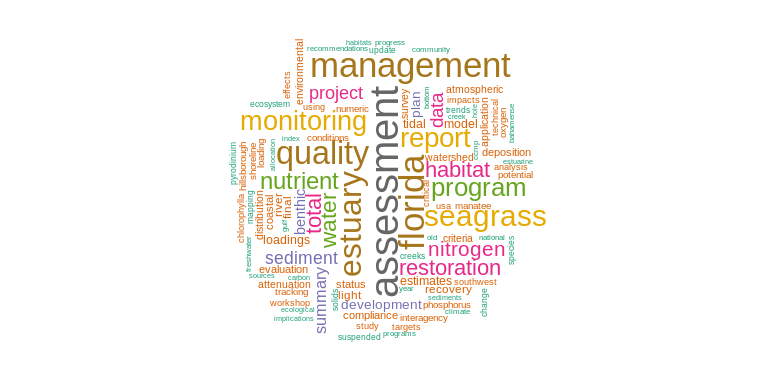 habitats
progress
recommendations
update
community
management
environmental
effects
project
assessment
survey
plan
bottom
data
atmospheric
impacts
trends
creek
hole
application
technical
oxygen
bahamense
ecosystem
using
numeric
monitoring
tidal
model
report
index
conditions
quality
watershed
ccmp
deposition
estuarine
pyrodinium
hillsborough
shoreline
loading
allocation
nutrient
estuary
florida
habitat
analysis
potential
critical
program
chlorophylla
mapping
distribution
coastal
river
gulf
final
benthic
total
water
usa
manatee
seagrass
loadings
old
criteria
national
species
nitrogen
freshwater
sediment
creeks
restoration
evaluation
sources
carbon
attenuation
status
estimates
southwest
tracking
light
year
recovery
workshop
summary
solids
development
sediments
phosphorus
change
ecological
compliance
climate
implications
interagency
study
targets
suspended
programs